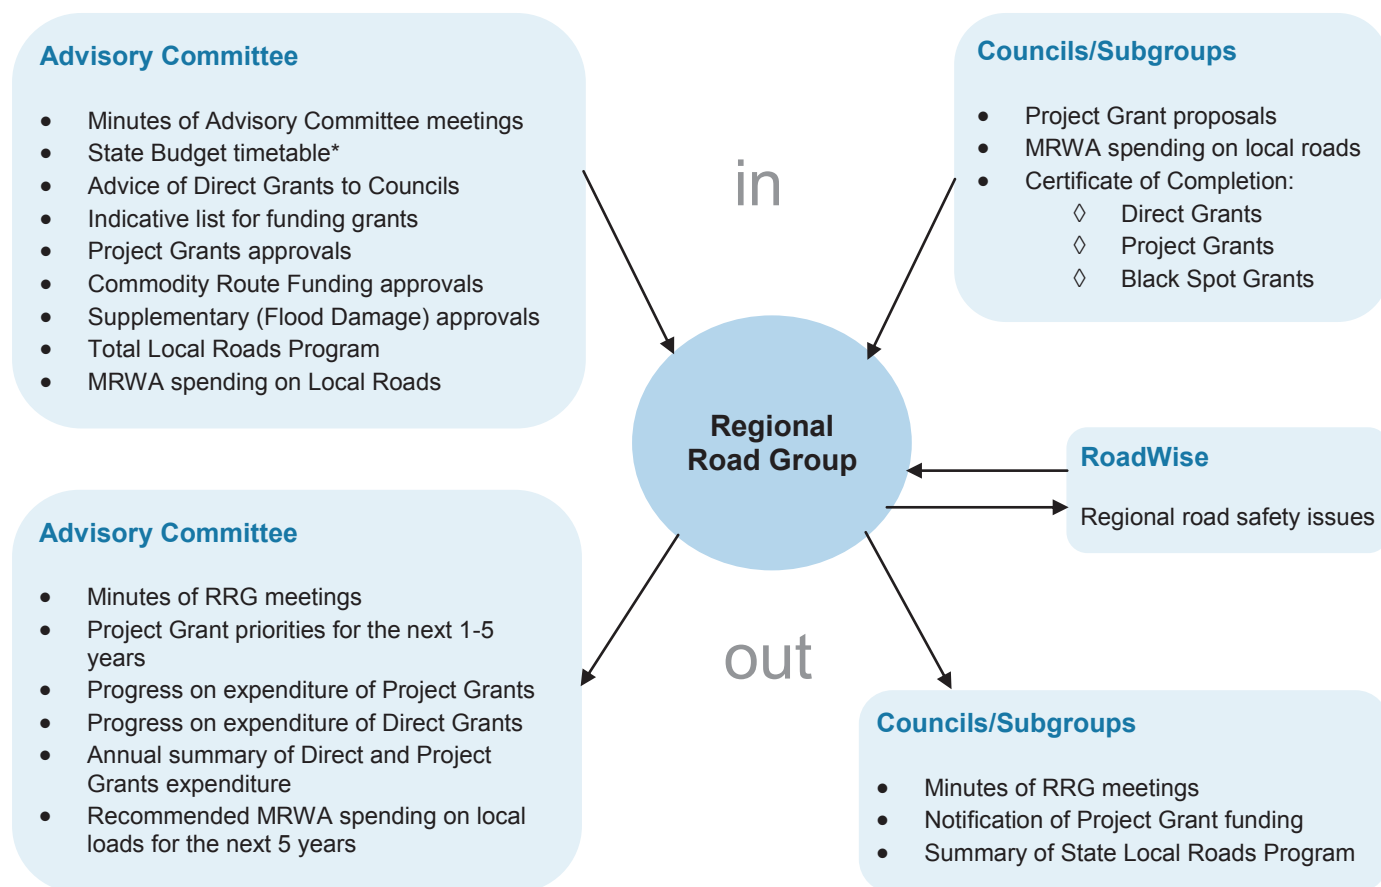 Advisory Committee
• Minutes of Advisory Committee meetings
• State Budget timetable*
• Advice of Direct Grants to Councils
• Indicative list for funding grants
• Project Grants approvals
• Commodity Route Funding approvals
• Supplementary (Flood Damage) approvals
• Total Local Roads Program
• MRWA spending on Local Roads
in
Councils/Subgroups
• Project Grant proposals
• MRWA spending on local roads
• Certificate of Completion:
◊ Direct Grants
◊ Project Grants
◊ Black Spot Grants
Regional
Road Group
RoadWise
Regional road safety issues
Advisory Committee
• Minutes of RRG meetings
• Project Grant priorities for the next 1-5
years
• Progress on expenditure of Project Grants
• Progress on expenditure of Direct Grants
• Annual summary of Direct and Project
Grants expenditure
• Recommended MRWA spending on local
loads for the next 5 years
out
Councils/Subgroups
• Minutes of RRG meetings
• Notification of Project Grant funding
• Summary of State Local Roads Program